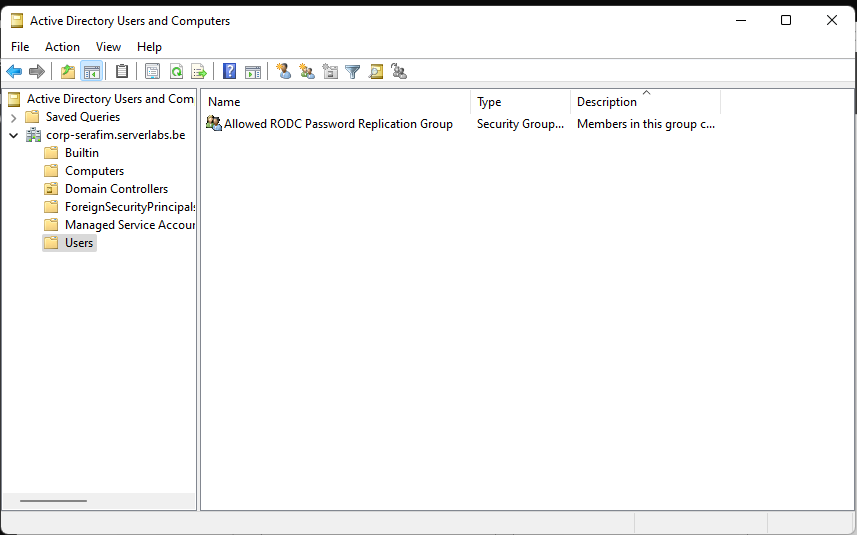 Active Directory Users and Computers
File Action View Help
Active Directory Users and Com
Saved Queries
corp-serafim.serverlabs.be
Builtin
Computers
Domain Controllers
ForeignSecurityPrincipals
Managed Service Accoun
Users
Name Type Description
Allowed RODC Password Replication Group Security Group... Members in this group c...